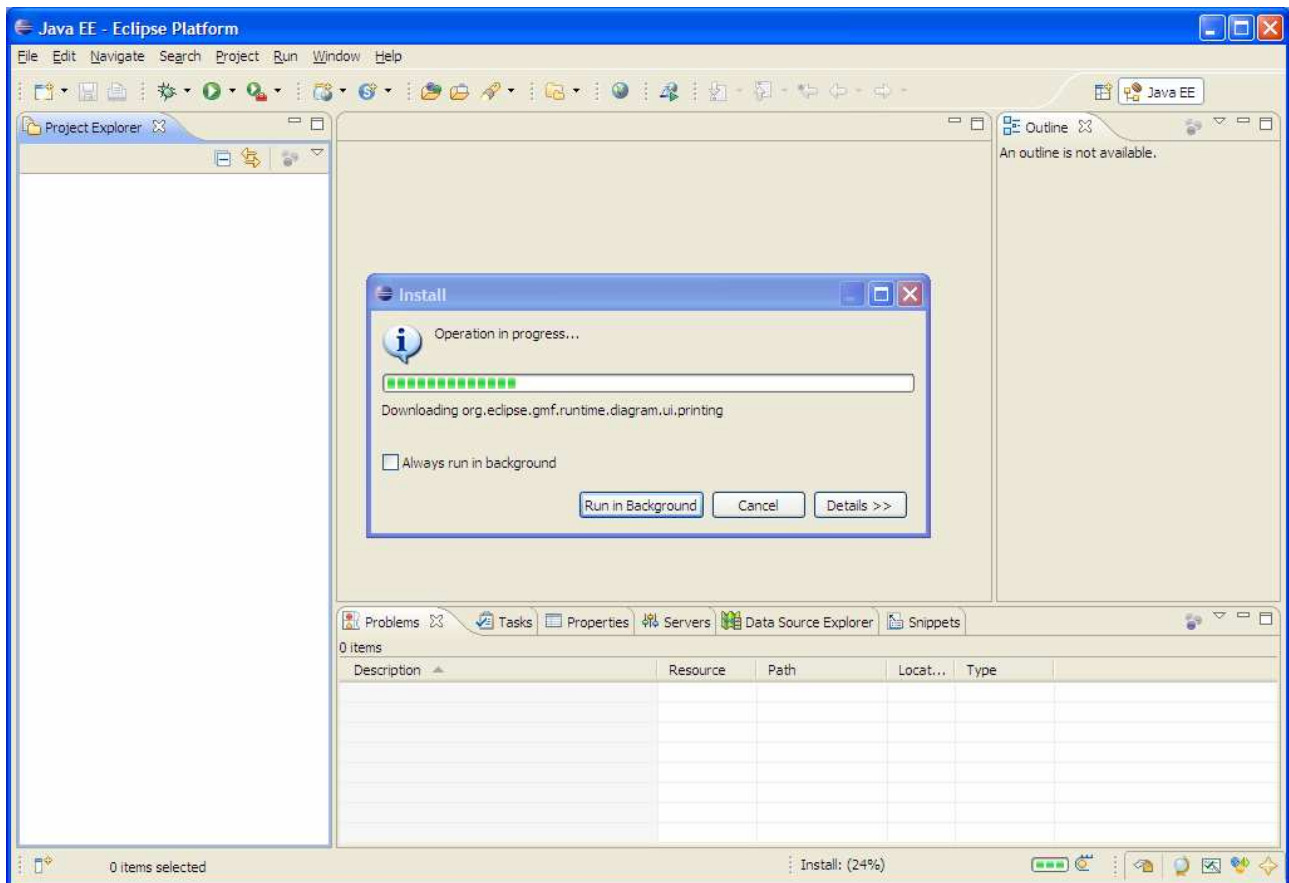 Java EE - Eclipse Platform
File Edit Navigate Search Project Run Window Help
Java EE
Project Explorer
Outline
An outline is not available.
Install
Operation in progress...
Downloading org.eclipse.gmf.runtime.diagram.ui.printing
Always run in background
Run in Background Cancel Details >>
Problems Tasks Properties Servers Data Source Explorer Snippets
0 items
Description Resource Path Locat... Type
0 items selected Install: (24%)